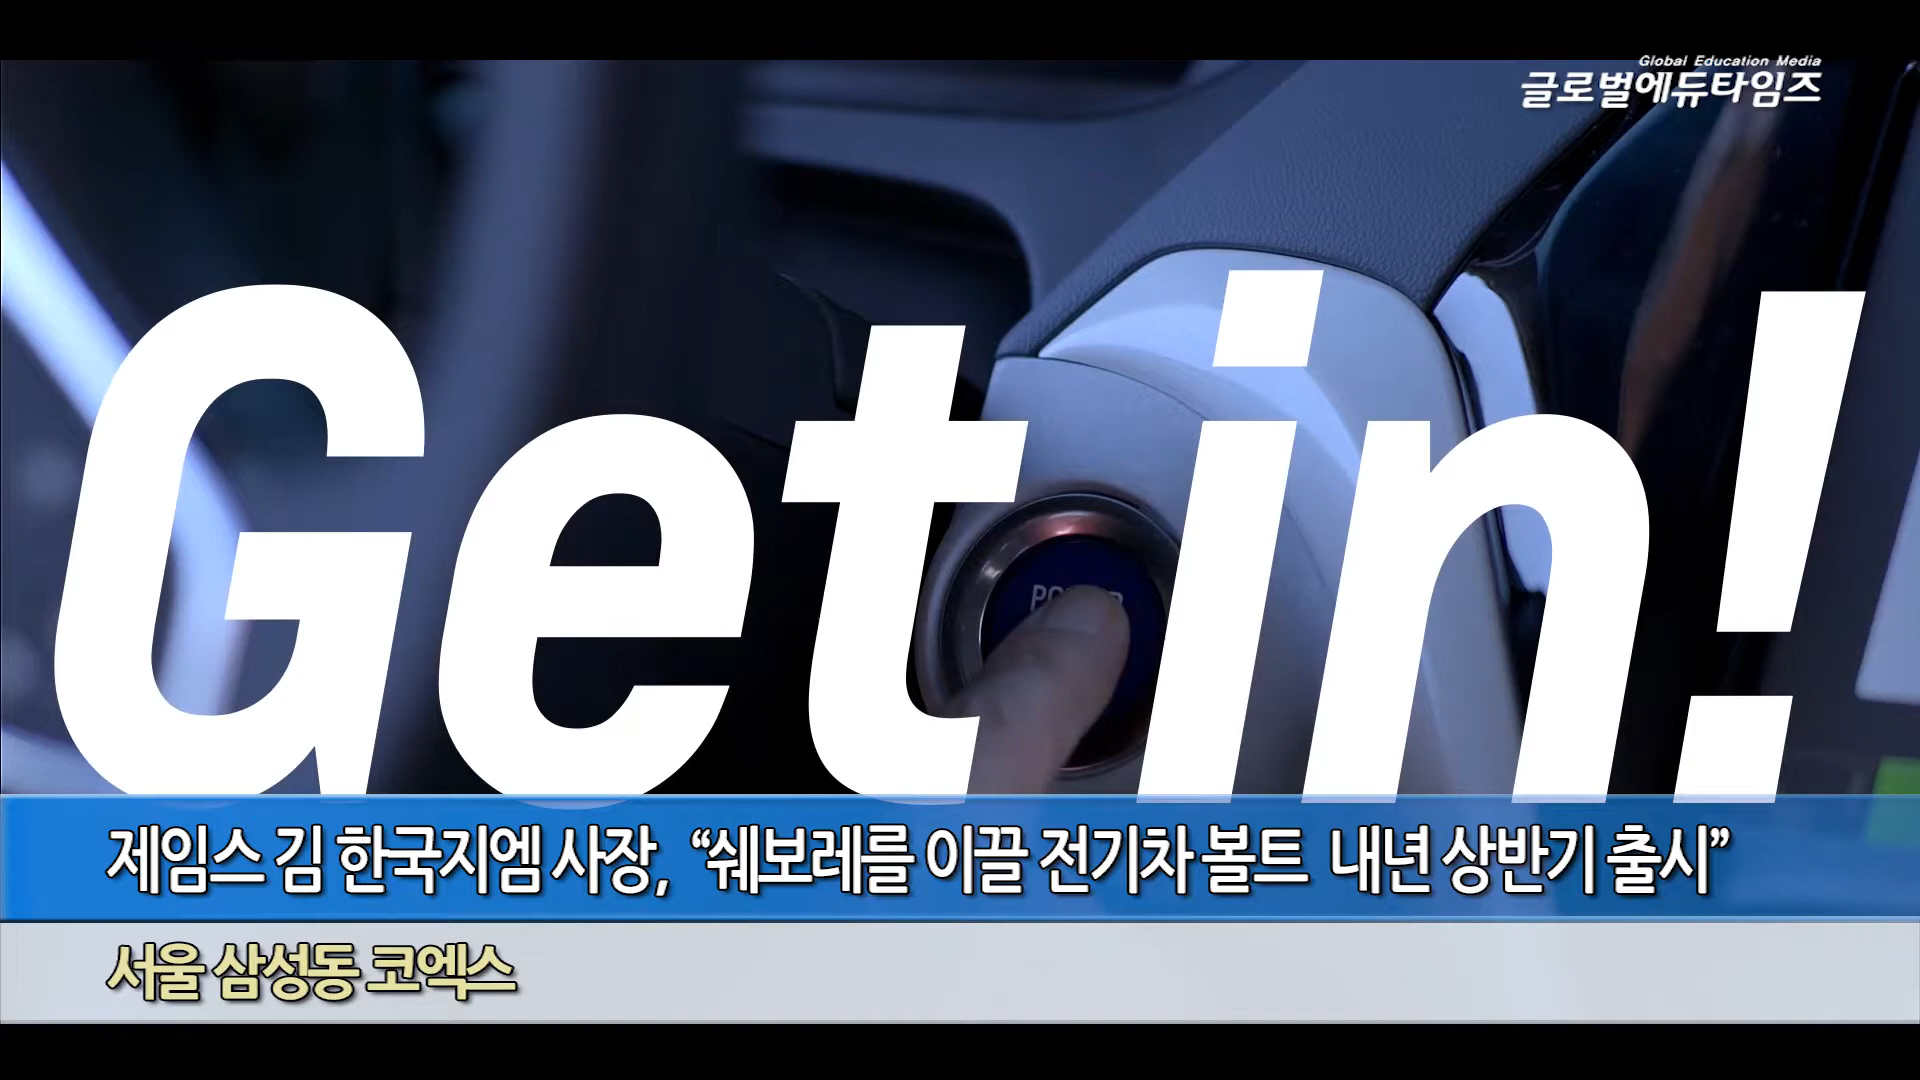 Global Education Media
글로벌에듀타임즈
Get in!
제임스 김 한국지엠 사장, “쉐보레를 이끌 전기차 볼트 내년 상반기 출시”
서울 삼성동 코엑스